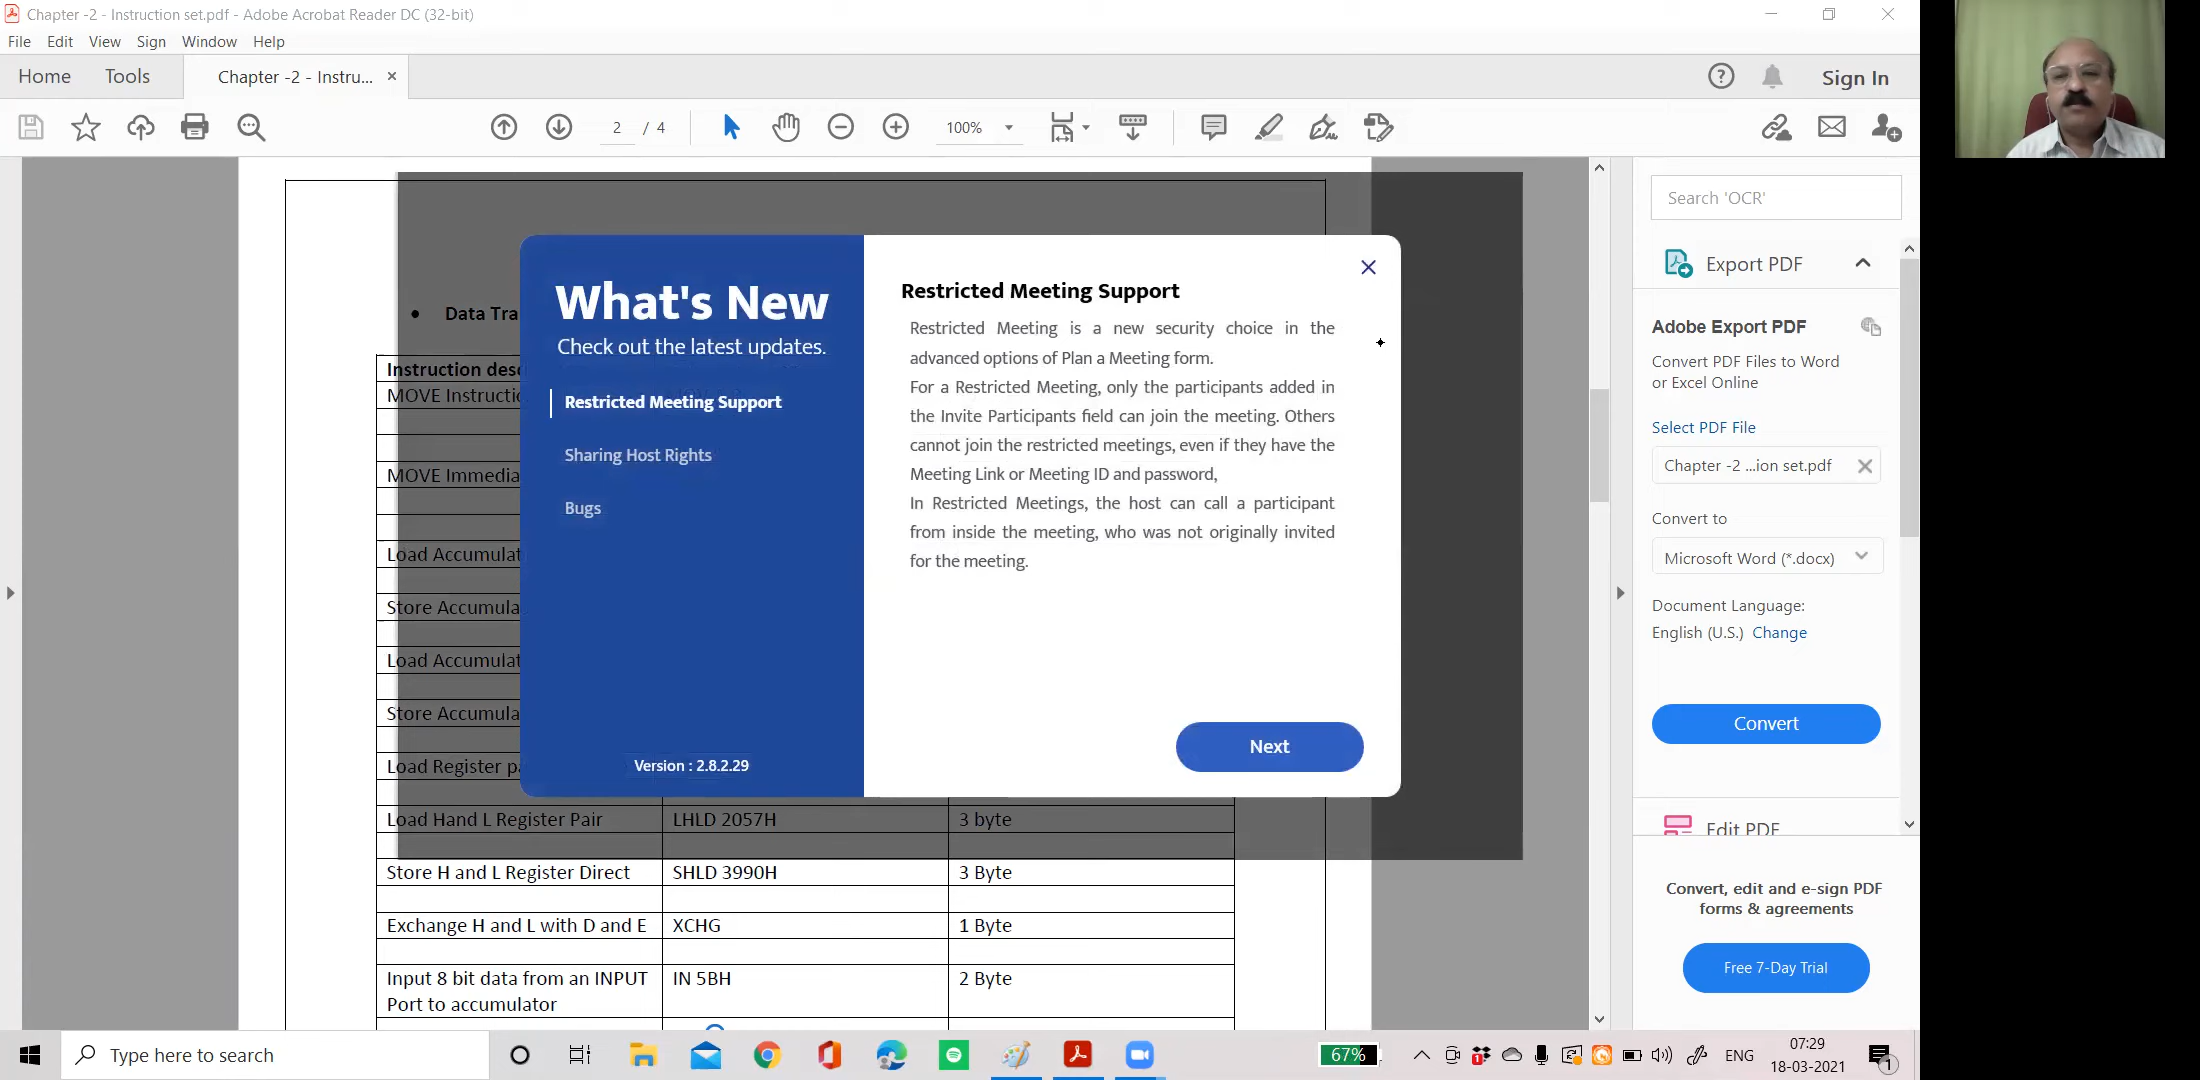 Chapter -2 - Instruction set.pdf - Adobe Acrobat Reader DC (32-bit)
File Edit View Sign Window Help
Home Tools Chapter -2 - Instru... Sign In
2 / 4 100%
Search 'OCR'
Export PDF
Adobe Export PDF
Convert PDF Files to Word
or Excel Online
Select PDF File
Chapter -2 ...ion set.pdf
Convert to
Microsoft Word (*.docx)
Document Language:
English (U.S.) Change
Convert
Edit PDF
Convert, edit and e-sign PDF
forms & agreements
Free 7-Day Trial
What's New
Check out the latest updates.
Restricted Meeting Support
Sharing Host Rights
Bugs
Version : 2.8.2.29
Restricted Meeting Support
Restricted Meeting is a new security choice in the
advanced options of Plan a Meeting form.
For a Restricted Meeting, only the participants added in
the Invite Participants field can join the meeting. Others
cannot join the restricted meetings, even if they have the
Meeting Link or Meeting ID and password,
In Restricted Meetings, the host can call a participant
from inside the meeting, who was not originally invited
for the meeting.
Next
• Data Tra
Instruction desc
MOVE Instructio
MOVE Immedia
Load Accumulat
Store Accumula
Load Accumulat
Store Accumula
Load Register pa
Load Hand L Register Pair LHLD 2057H 3 byte
Store H and L Register Direct SHLD 3990H 3 Byte
Exchange H and L with D and E XCHG 1 Byte
Input 8 bit data from an INPUT IN 5BH 2 Byte
Port to accumulator
Type here to search
67%
ENG
07:29
18-03-2021
1